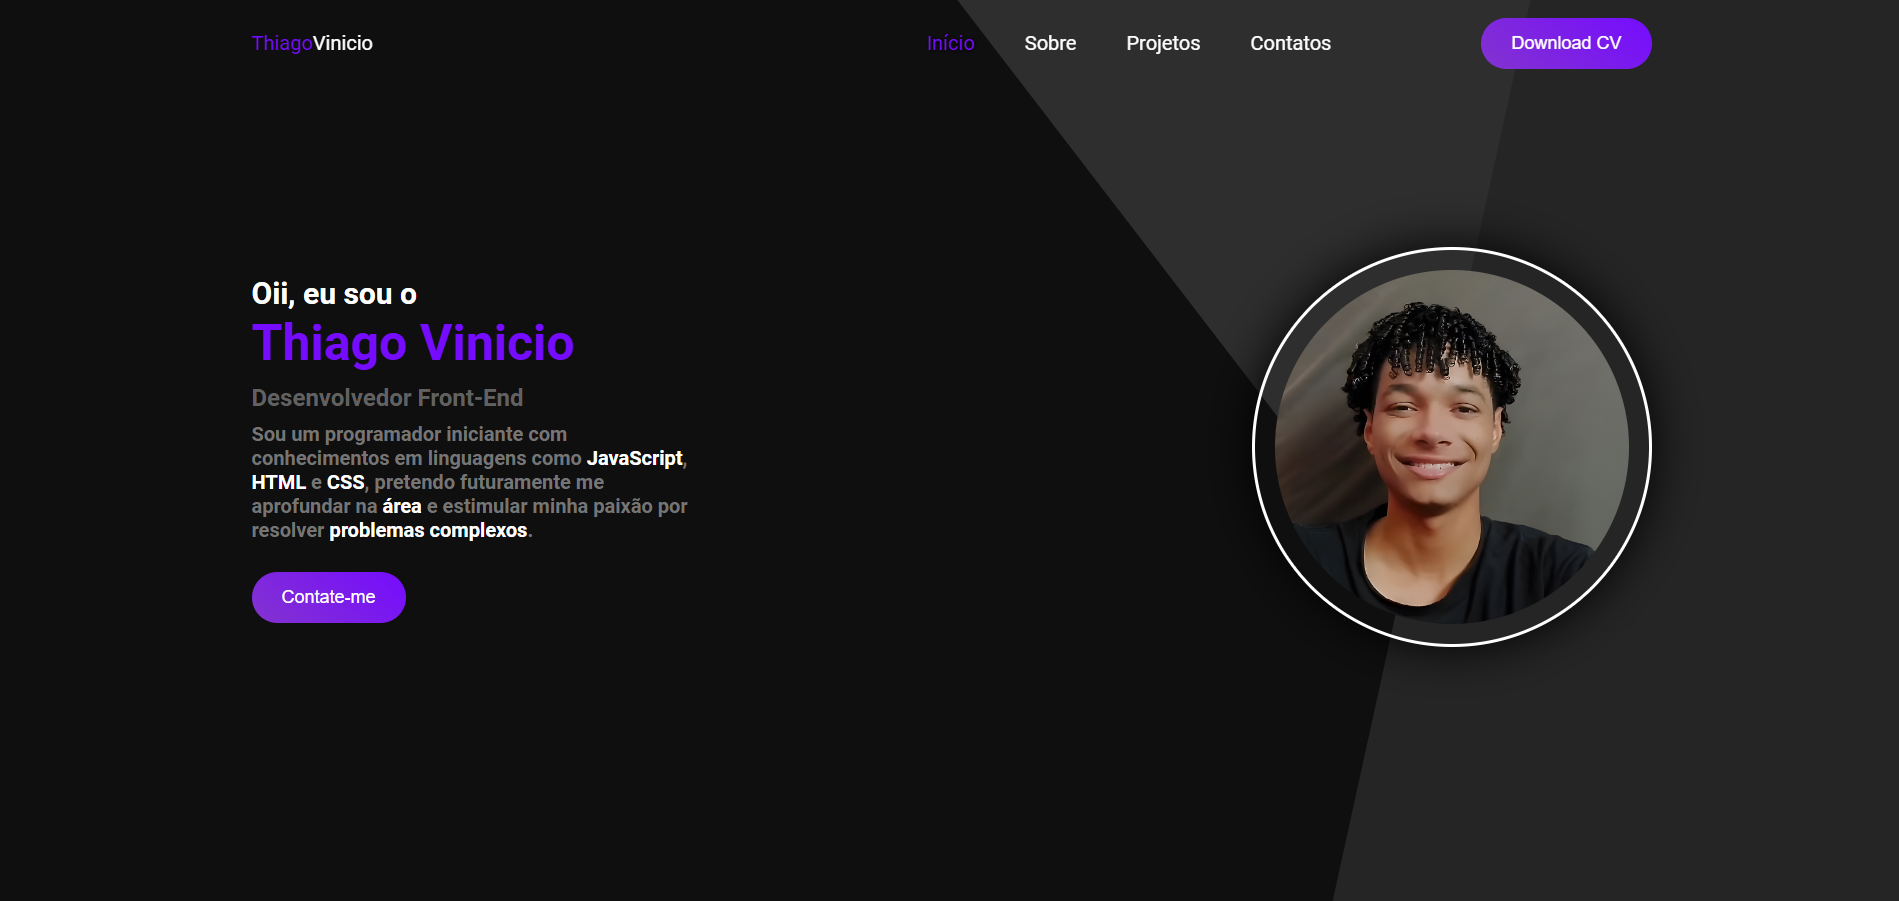 ThiagoVinicio
Início Sobre Projetos Contatos Download CV
Oii, eu sou o
Thiago Vinicio
Desenvolvedor Front-End
Sou um programador iniciante com
conhecimentos em linguagens como JavaScript,
HTML e CSS, pretendo futuramente me
aprofundar na área e estimular minha paixão por
resolver problemas complexos.
Contate-me